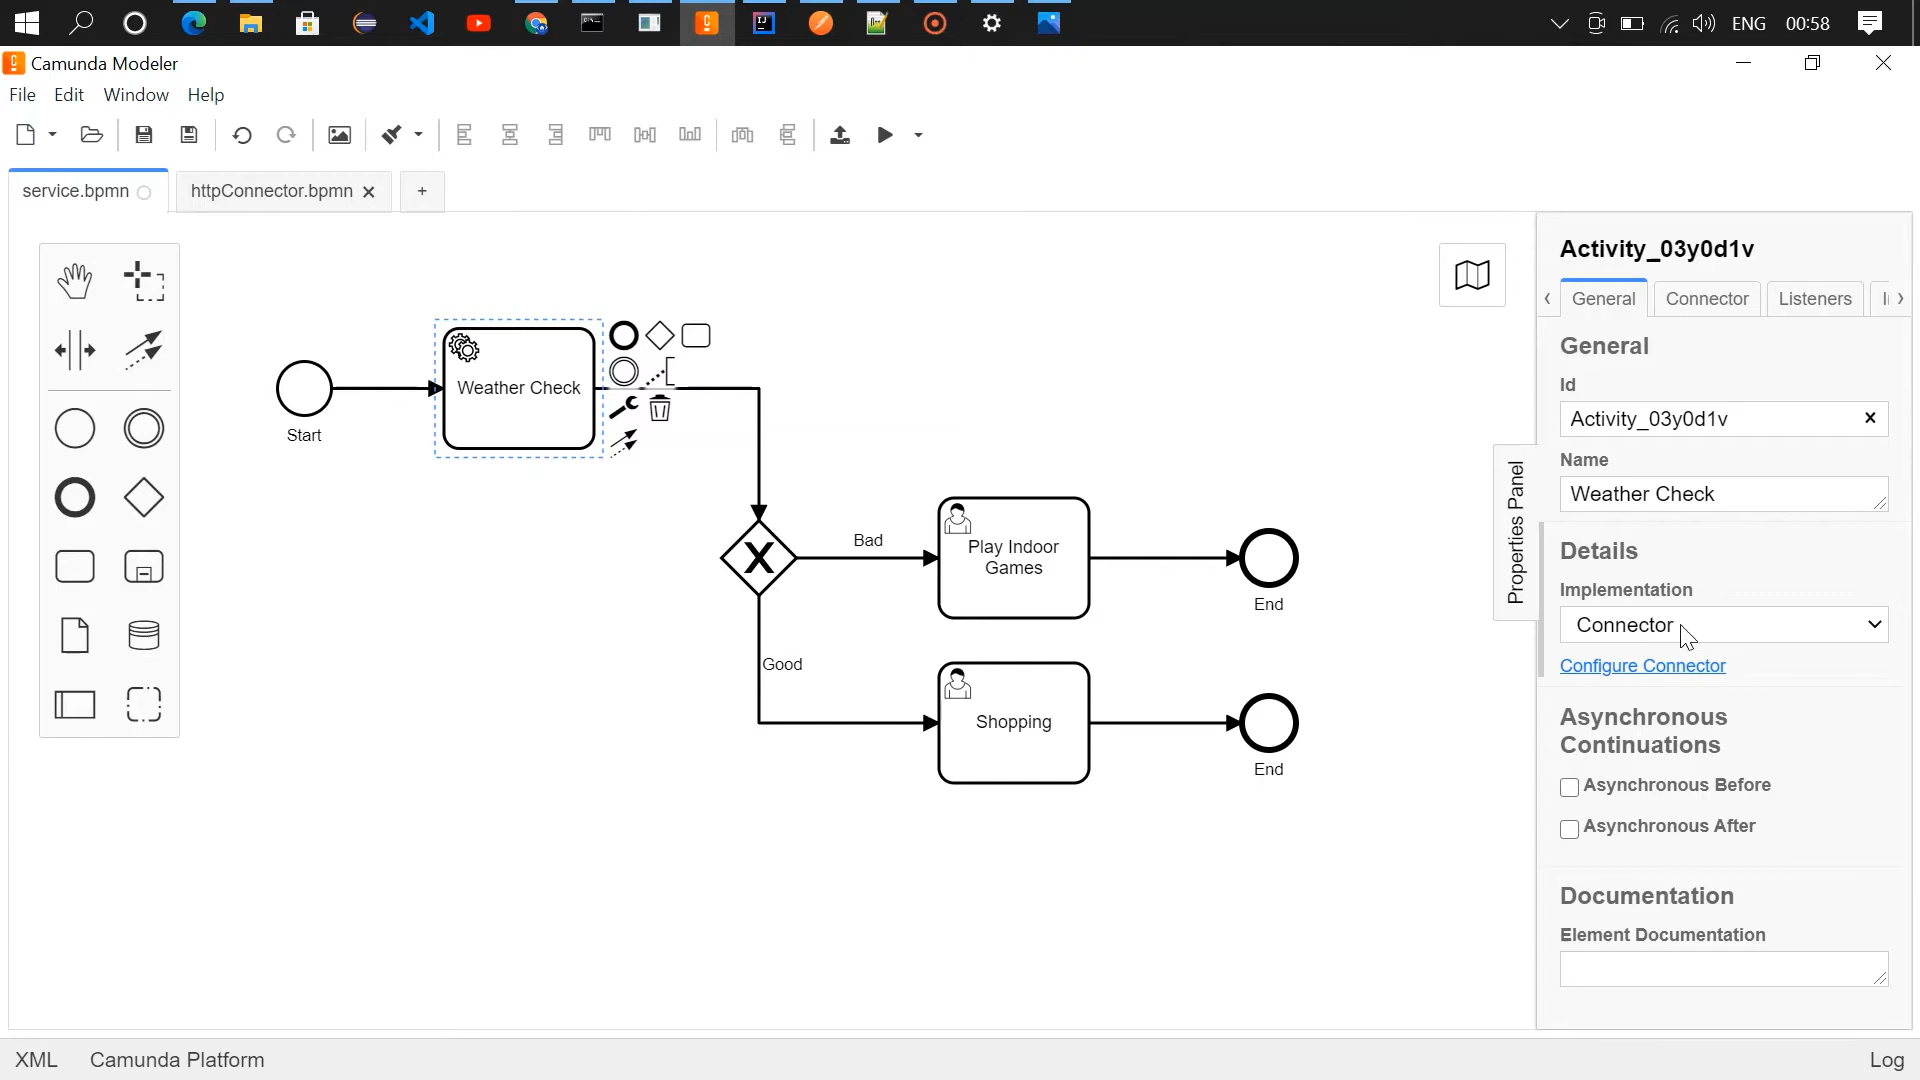 ENG 00:58
Camunda Modeler
File Edit Window Help
service.bpmn httpConnector.bpmn
Activity_03y0d1v
General Connector Listeners
General
Id
Activity_03y0d1v
Name
Weather Check
Details
Implementation
Connector
Configure Connector
Asynchronous
Continuations
Asynchronous Before
Asynchronous After
Documentation
Element Documentation
Properties Panel
Start
Weather Check
Bad
Play Indoor
Games
End
Good
Shopping
End
XML Camunda Platform Log